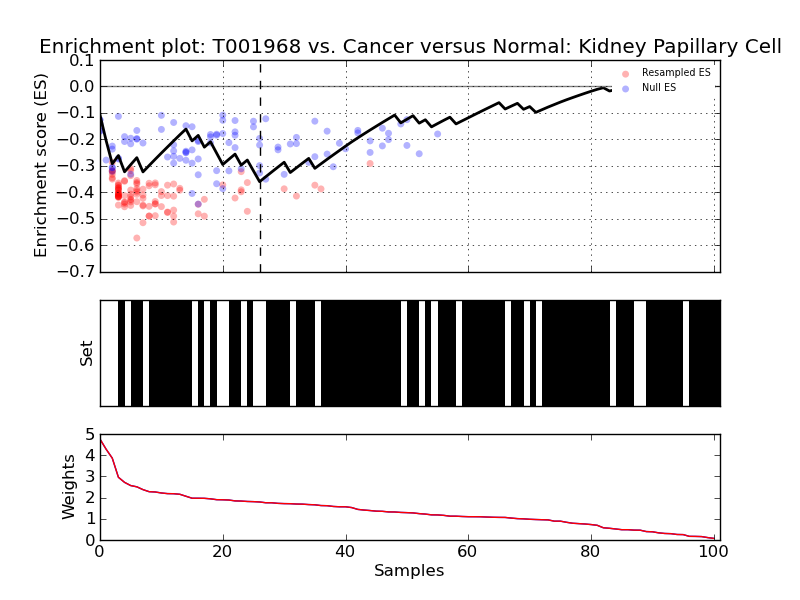 Enrichment plot: T001968 vs. Cancer versus Normal: Kidney Papillary Cell
Enrichment score (ES)
0.1
0.0
−0.1
−0.2
−0.3
−0.4
−0.5
−0.6
−0.7
Resampled ES
Null ES
Set
Weights
5
4
3
2
1
0
0 20 40 60 80 100
Samples